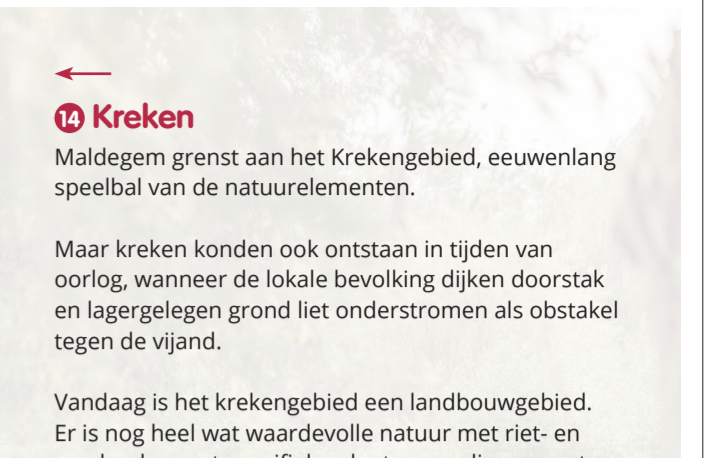 14 Kreken
Maldegem grenst aan het Krekengebied, eeuwenlang
speelbal van de natuurelementen.
Maar kreken konden ook ontstaan in tijden van
oorlog, wanneer de lokale bevolking dijken doorstak
en lagergelegen grond liet onderstromen als obstakel
tegen de vijand.
Vandaag is het krekengebied een landbouwgebied.
Er is nog heel wat waardevolle natuur met riet- en